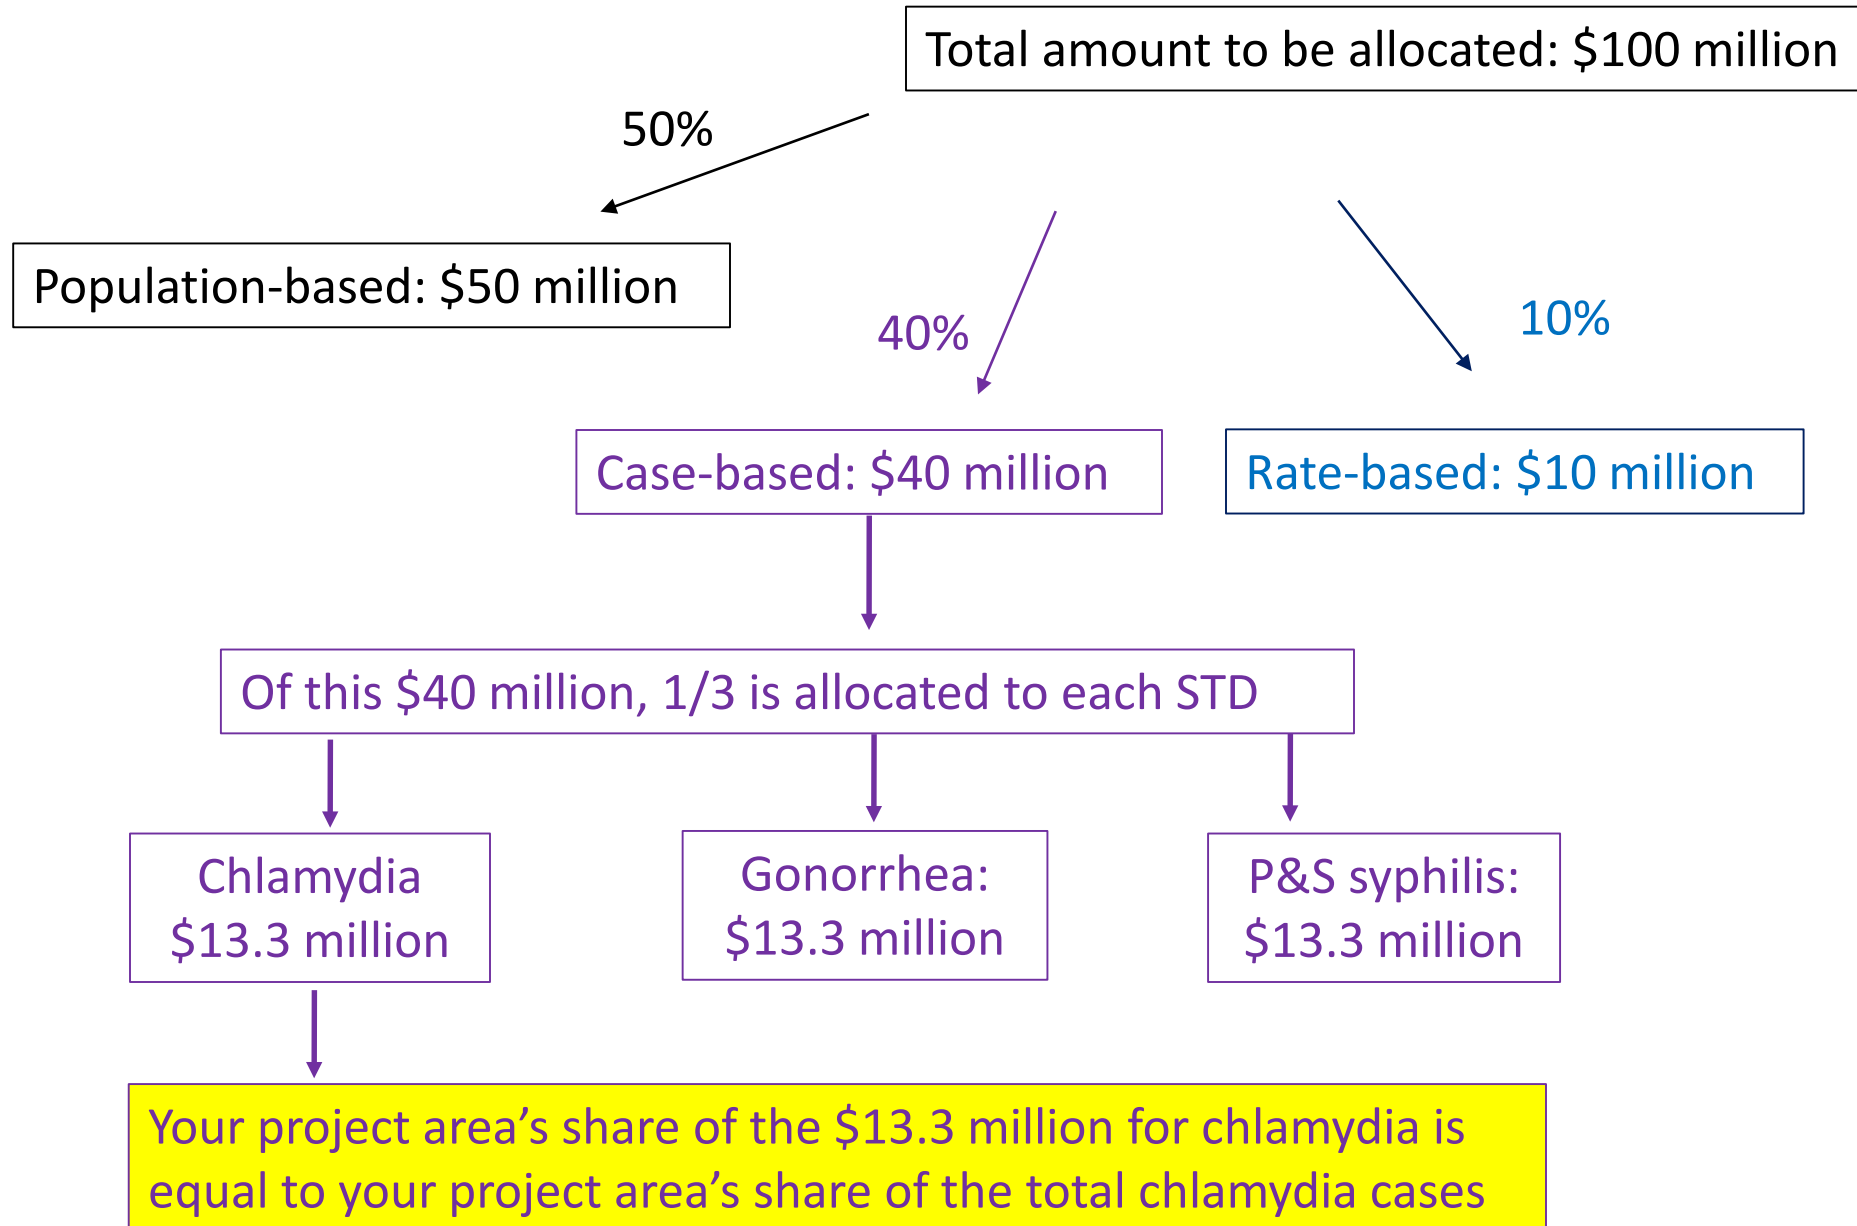 Total amount to be allocated: $100 million
50%
Population-based: $50 million
40%
10%
Case-based: $40 million
Rate-based: $10 million
Of this $40 million, 1/3 is allocated to each STD
Chlamydia
$13.3 million
Gonorrhea:
$13.3 million
P&S syphilis:
$13.3 million
Your project area’s share of the $13.3 million for chlamydia is
equal to your project area’s share of the total chlamydia cases